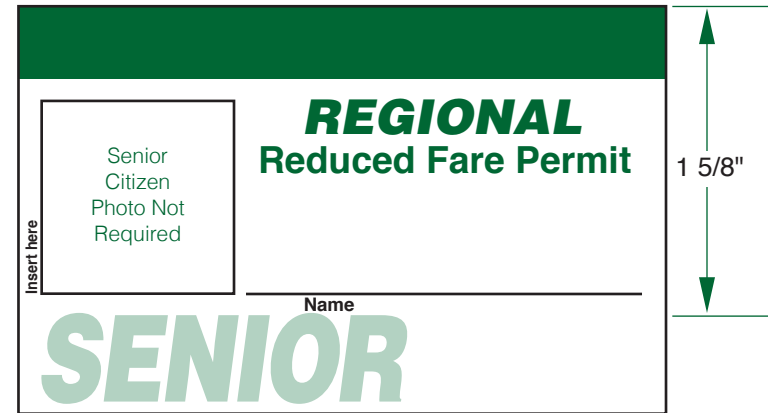 REGIONAL
Reduced Fare Permit
Senior
Citizen
Photo Not
Required
Insert here
Name
SENIOR
1 5/8"